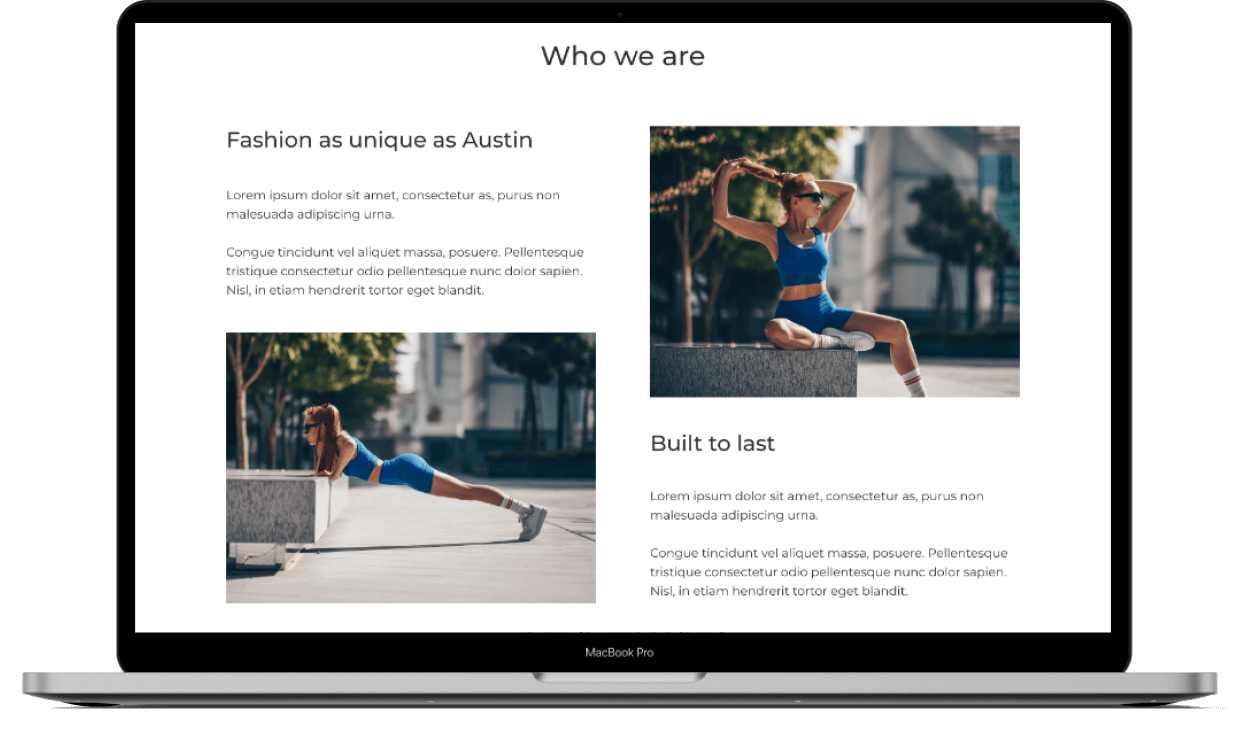 Who we are
Fashion as unique as Austin
Lorem ipsum dolor sit amet, consectetur as, purus non
malesuada adipiscing urna.
Congue tincidunt vel aliquet massa, posuere. Pellentesque
tristique consectetur odio pellentesque nunc dolor sapien.
Nisl, in etiam hendrerit tortor eget blandit.
Built to last
Lorem ipsum dolor sit amet, consectetur as, purus non
malesuada adipiscing urna.
Congue tincidunt vel aliquet massa, posuere. Pellentesque
tristique consectetur odio pellentesque nunc dolor sapien.
Nisl, in etiam hendrerit tortor eget blandit.
MacBook Pro